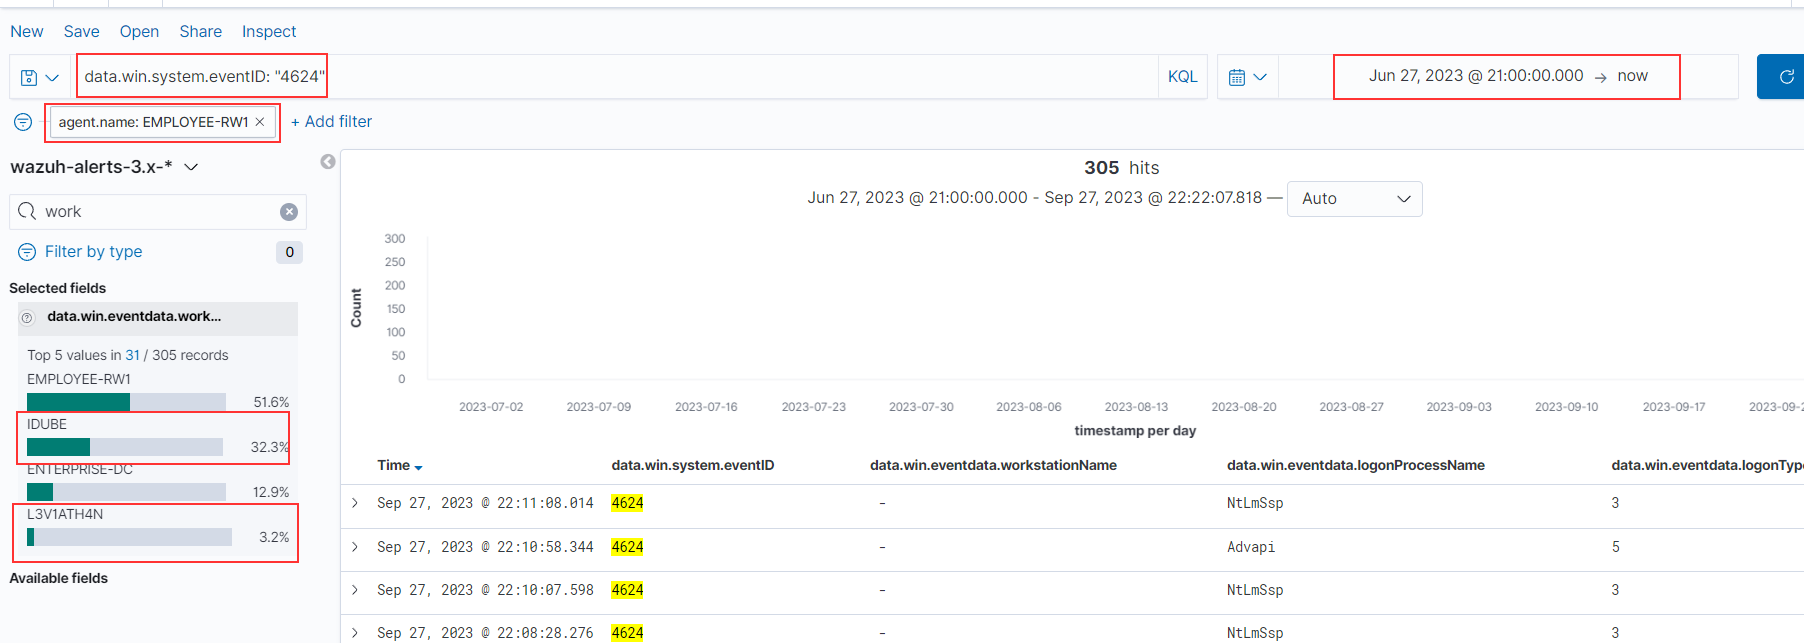 New Save Open Share Inspect
data.win.system.eventID: "4624" KQL Jun 27, 2023 @ 21:00:00.000 → now
agent.name: EMPLOYEE-RW1 × + Add filter
wazuh-alerts-3.x-*
work
Filter by type 0
Selected fields
data.win.eventdata.work...
Top 5 values in 31 / 305 records
EMPLOYEE-RW1
51.6%
IDUBE
32.3%
ENTERPRISE-DC
12.9%
L3V1ATH4N
3.2%
Available fields
305 hits
Jun 27, 2023 @ 21:00:00.000 - Sep 27, 2023 @ 22:22:07.818 — Auto
Count
300
250
200
150
100
50
0
2023-07-02 2023-07-09 2023-07-16 2023-07-23 2023-07-30 2023-08-06 2023-08-13 2023-08-20 2023-08-27 2023-09-03 2023-09-10 2023-09-17 2023-09-2
timestamp per day
Time data.win.system.eventID data.win.eventdata.workstationName data.win.eventdata.logonProcessName data.win.eventdata.logonType
Sep 27, 2023 @ 22:11:08.014 4624 - NtLmSsp 3
Sep 27, 2023 @ 22:10:58.344 4624 - Advapi 5
Sep 27, 2023 @ 22:10:07.598 4624 - NtLmSsp 3
Sep 27, 2023 @ 22:08:28.276 4624 - NtLmSsp 3